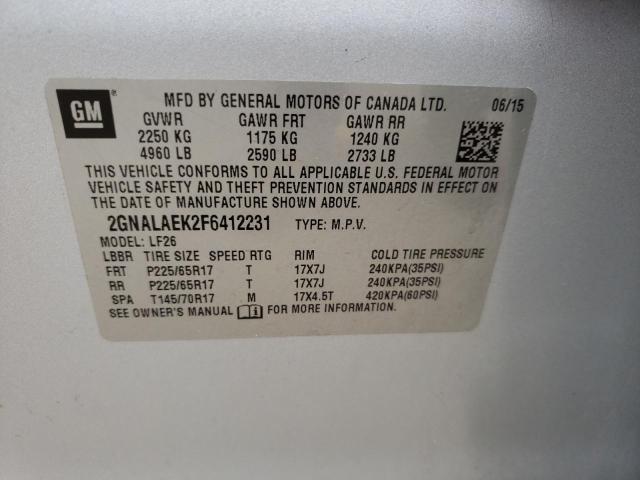 GM
MFD BY GENERAL MOTORS OF CANADA LTD. 06/15
GVWR GAWR FRT GAWR RR
2250 KG 1175 KG 1240 KG
4960 LB 2590 LB 2733 LB
THIS VEHICLE CONFORMS TO ALL APPLICABLE U.S. FEDERAL MOTOR
VEHICLE SAFETY AND THEFT PREVENTION STANDARDS IN EFFECT ON
THE DATE OF MANUFACTURE SHOWN ABOVE.
2GNALAEK2F6412231 TYPE: M.P.V.
MODEL: LF26
LBBR TIRE SIZE SPEED RTG RIM COLD TIRE PRESSURE
FRT P225/65R17 T 17X7J 240KPA(35PSI)
RR P225/65R17 T 17X7J 240KPA(35PSI)
SPA T145/70R17 M 17X4.5T 420KPA(60PSI)
SEE OWNER'S MANUAL FOR MORE INFORMATION.